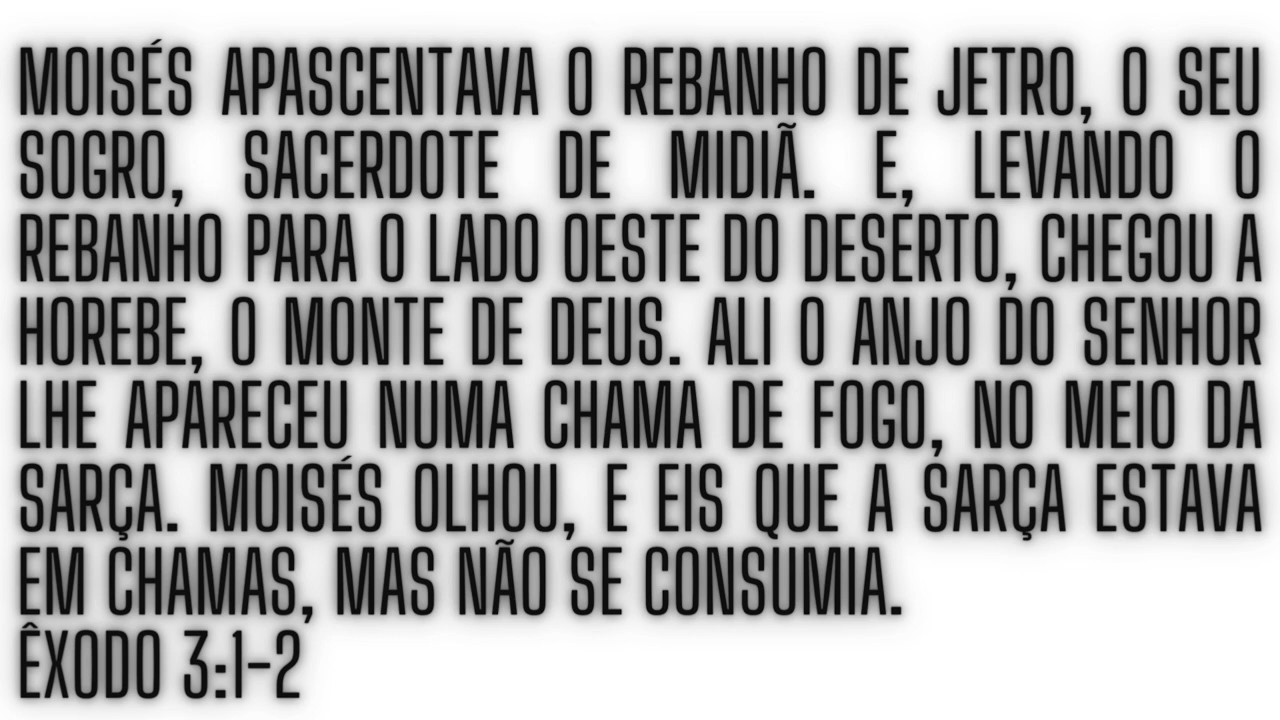 MOISÉS APASCENTAVA O REBANHO DE JETRO, O SEU
SOGRO, SACERDOTE DE MIDIÃ. E, LEVANDO O
REBANHO PARA O LADO OESTE DO DESERTO, CHEGOU A
HOREBE, O MONTE DE DEUS. ALI O ANJO DO SENHOR
LHE APARECEU NUMA CHAMA DE FOGO, NO MEIO DA
SARÇA. MOISÉS OLHOU, E EIS QUE A SARÇA ESTAVA
EM CHAMAS, MAS NÃO SE CONSUMIA.
ÊXODO 3:1-2